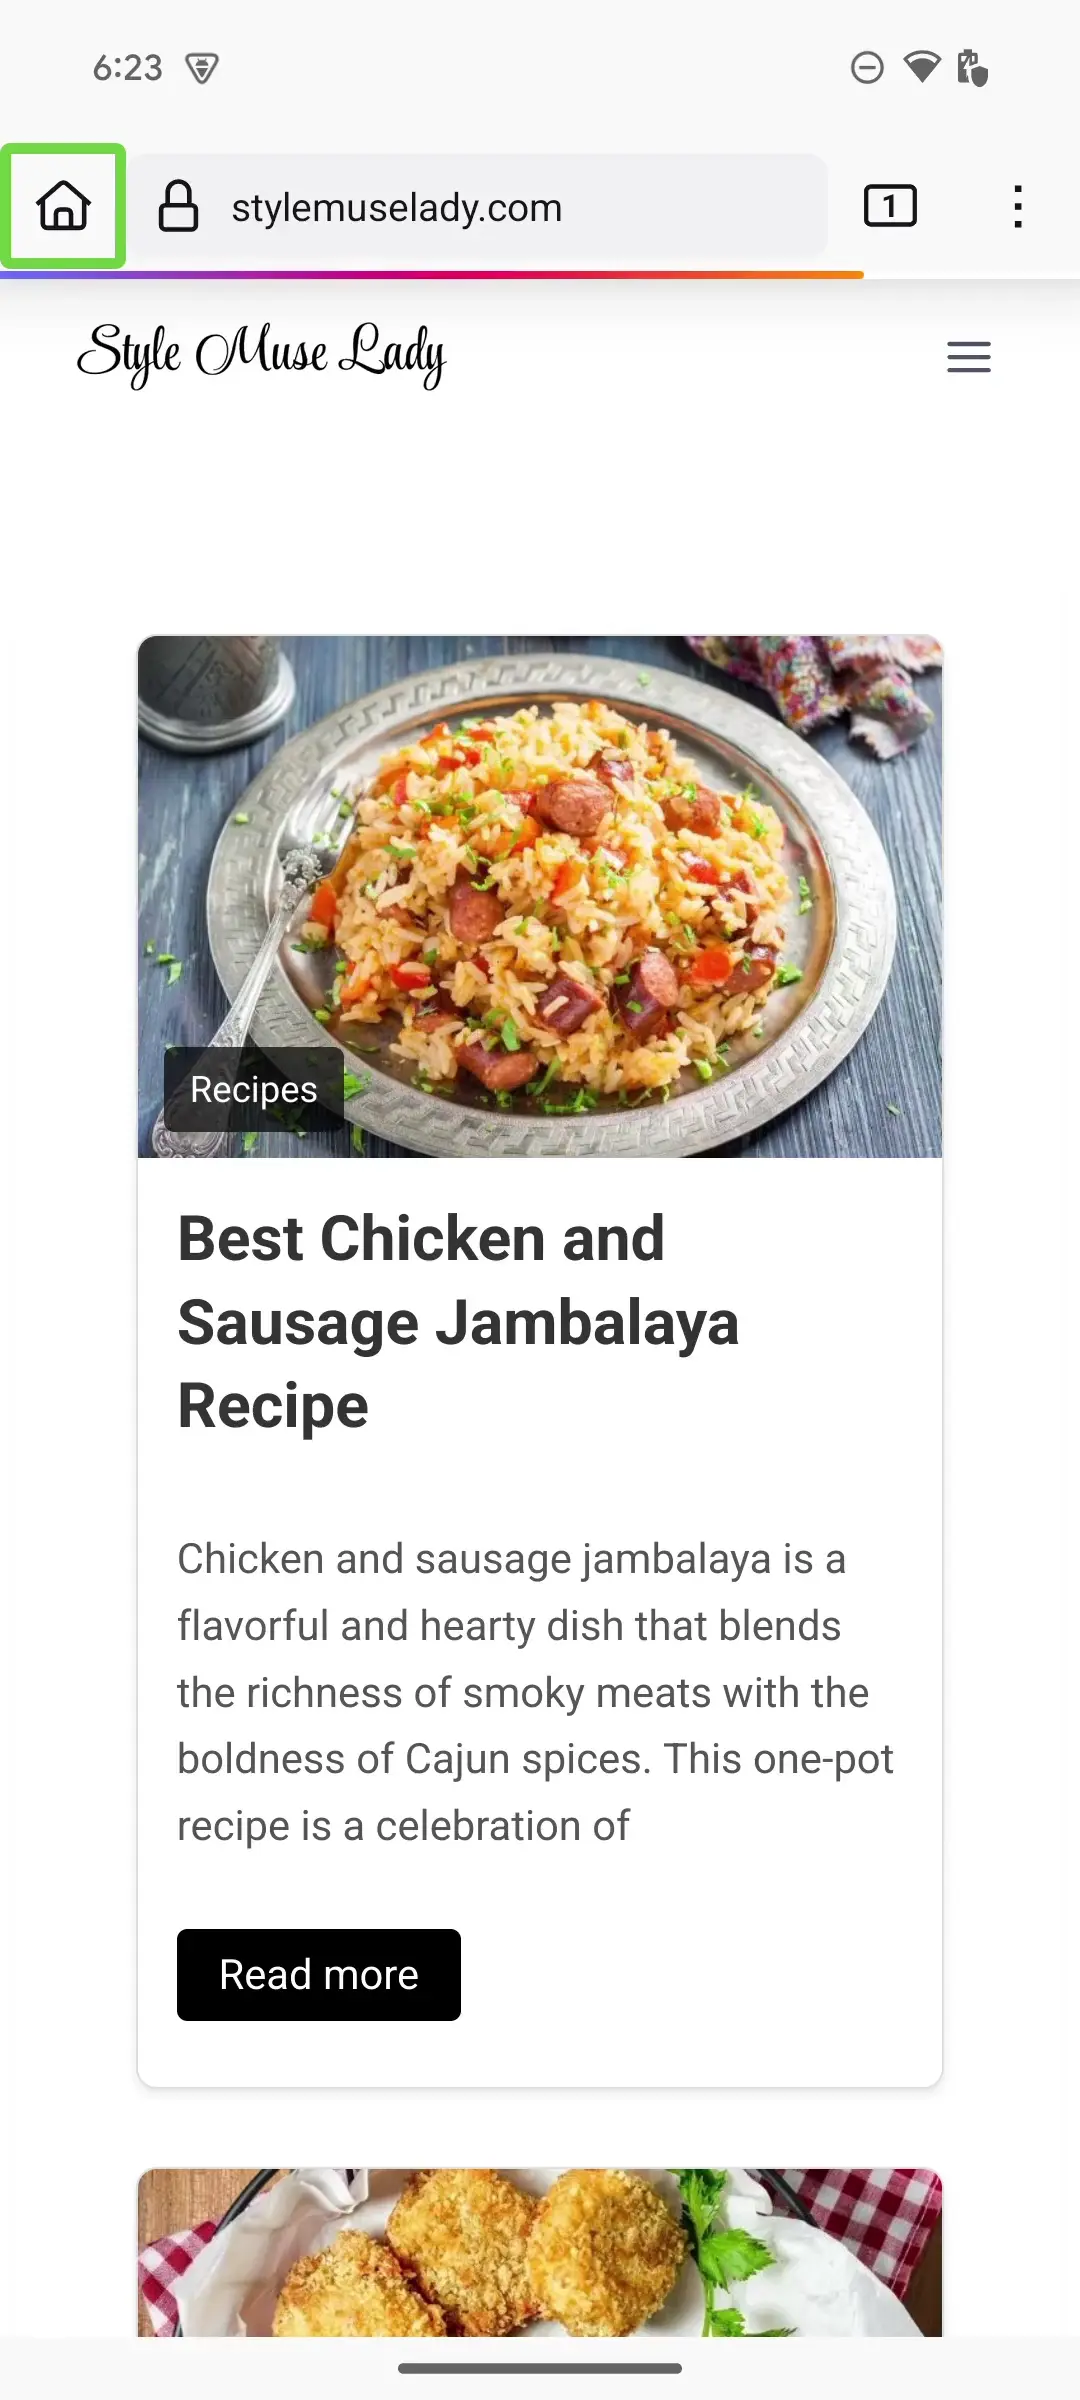 6:23
stylemuselady.com
1
Style Muse Lady
Recipes
Best Chicken and
Sausage Jambalaya
Recipe
Chicken and sausage jambalaya is a
flavorful and hearty dish that blends
the richness of smoky meats with the
boldness of Cajun spices. This one-pot
recipe is a celebration of
Read more